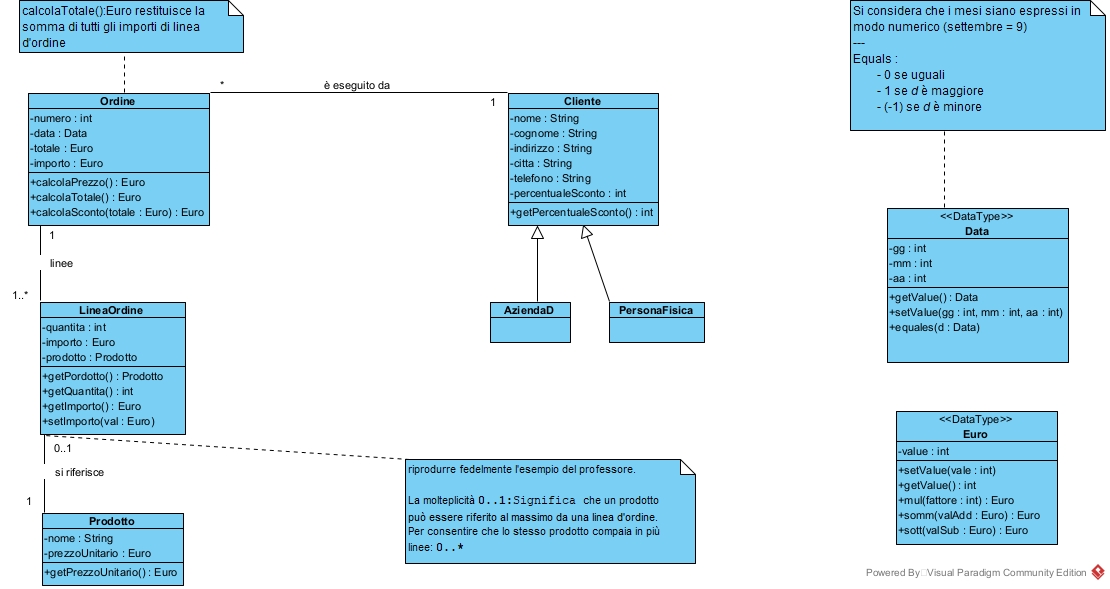 calcolaTotale():Euro restituisce la
somma di tutti gli importi di linea
d'ordine
Si considera che i mesi siano espressi in
modo numerico (settembre = 9)
---
Equals :
- 0 se uguali
- 1 se d è maggiore
- (-1) se d è minore
*
è eseguito da
1
Ordine
-numero : int
-data : Data
-totale : Euro
-importo : Euro
+calcolaPrezzo() : Euro
+calcolaTotale() : Euro
+calcolaSconto(totale : Euro) : Euro
Cliente
-nome : String
-cognome : String
-indirizzo : String
-citta : String
-telefono : String
-percentualeSconto : int
+getPercentualeSconto() : int
<<DataType>>
Data
-gg : int
-mm : int
-aa : int
+getValue() : Data
+setValue(gg : int, mm : int, aa : int)
+equales(d : Data)
1
linee
1..*
LineaOrdine
-quantita : int
-importo : Euro
-prodotto : Prodotto
+getPordotto() : Prodotto
+getQuantita() : int
+getImporto() : Euro
+setImporto(val : Euro)
AziendaD
PersonaFisica
<<DataType>>
Euro
-value : int
+setValue(vale : int)
+getValue() : int
+mul(fattore : int) : Euro
+somm(valAdd : Euro) : Euro
+sott(valSub : Euro) : Euro
0..1
si riferisce
1
riprodurre fedelmente l'esempio del professore.
La molteplicità 0..1:Significa che un prodotto
può essere riferito al massimo da una linea d'ordine.
Per consentire che lo stesso prodotto compaia in più
linee: 0..*
Prodotto
-nome : String
-prezzoUnitario : Euro
+getPrezzoUnitario() : Euro
Powered By Visual Paradigm Community Edition